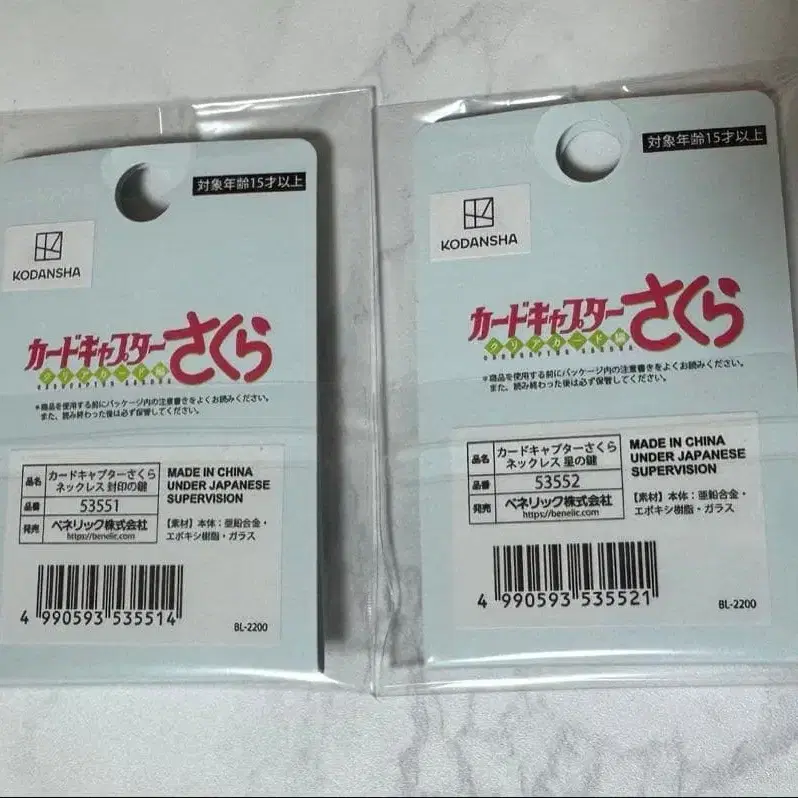 対象年齢15才以上
KODANSHA
カードキャプターさくら
クリアカード編
＊商品を使用する前にパッケージ内の注意書きをよくお読みください。
また、読み終わった後は必ず保管してください。
品名 カードキャプターさくら
ネックレス 封印の鍵
品番 53551
発売 ベネリック株式会社
https://benelic.com
MADE IN CHINA
UNDER JAPANESE
SUPERVISION
【素材】本体：亜鉛合金・
エポキシ樹脂・ガラス
4 990593 535514
BL-2200
対象年齢15才以上
KODANSHA
カードキャプターさくら
クリアカード編
＊商品を使用する前にパッケージ内の注意書きをよくお読みください。
また、読み終わった後は必ず保管してください。
品名 カードキャプターさくら
ネックレス 星の鍵
品番 53552
発売 ベネリック株式会社
https://benelic.com
MADE IN CHINA
UNDER JAPANESE
SUPERVISION
【素材】本体：亜鉛合金・
エポキシ樹脂・ガラス
4 990593 535521
BL-2200